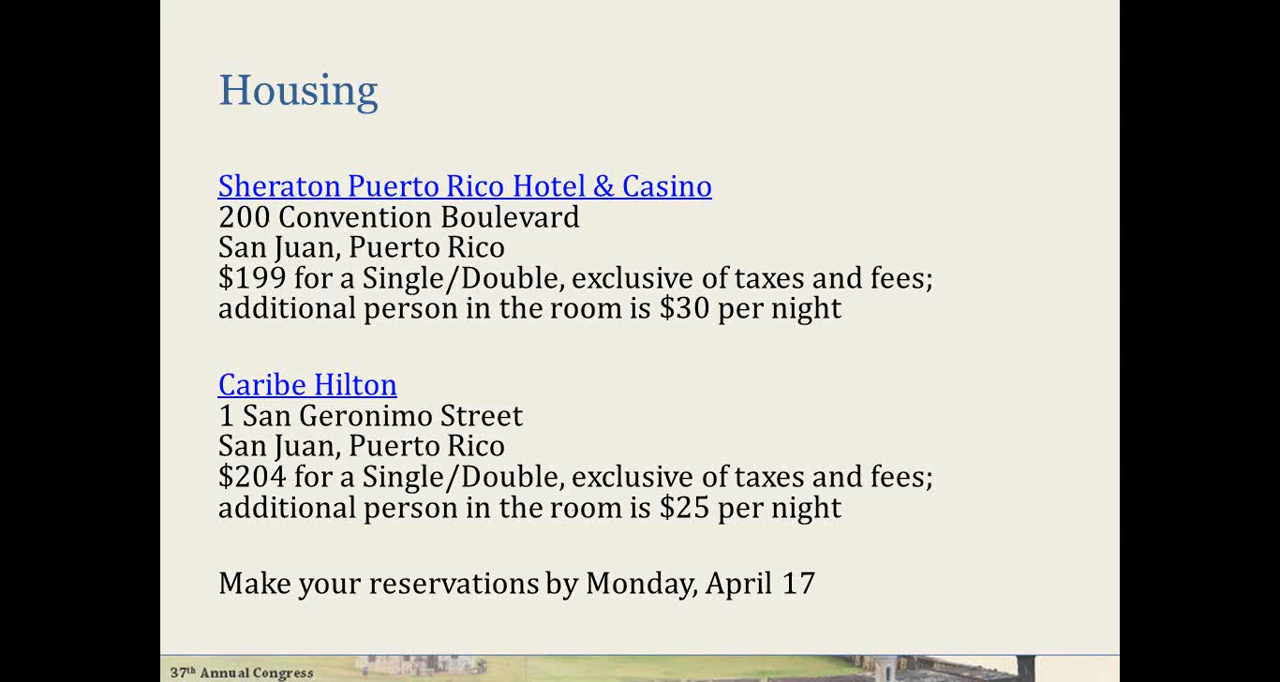 Housing
Sheraton Puerto Rico Hotel & Casino
200 Convention Boulevard
San Juan, Puerto Rico
$199 for a Single/Double, exclusive of taxes and fees;
additional person in the room is $30 per night
Caribe Hilton
1 San Geronimo Street
San Juan, Puerto Rico
$204 for a Single/Double, exclusive of taxes and fees;
additional person in the room is $25 per night
Make your reservations by Monday, April 17
37th Annual Congress